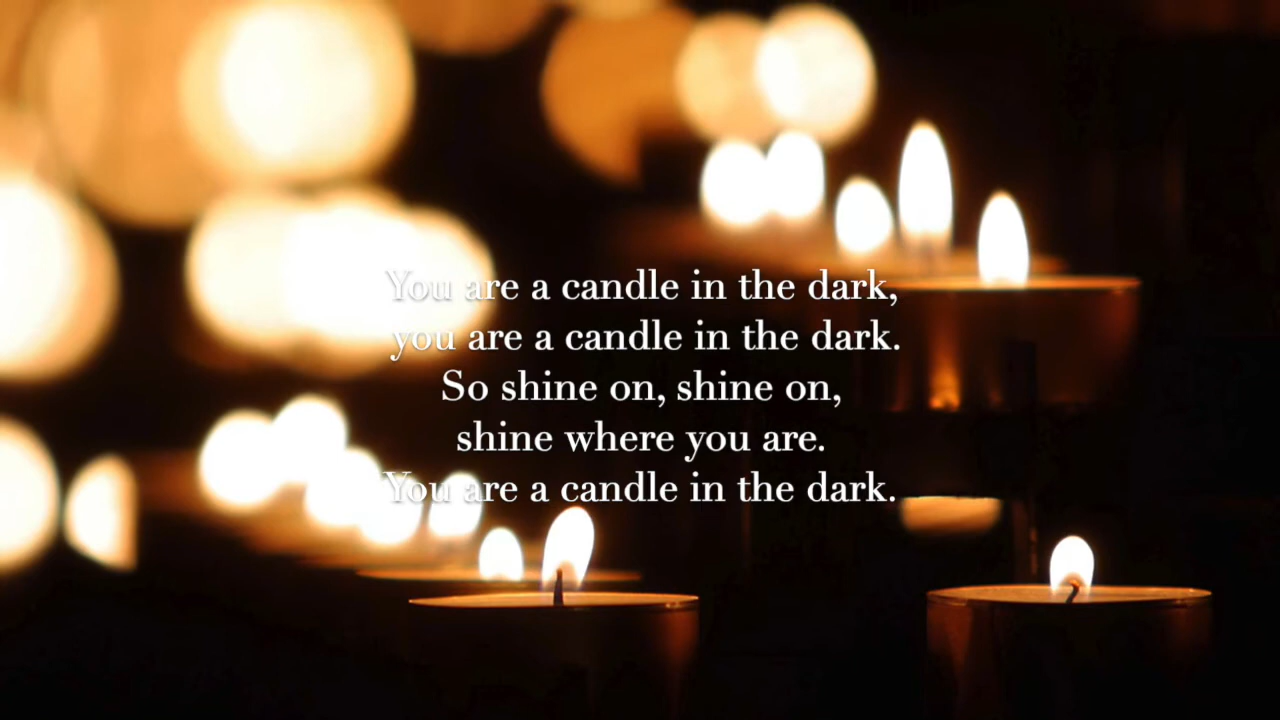 You are a candle in the dark,
you are a candle in the dark.
So shine on, shine on,
shine where you are.
You are a candle in the dark.